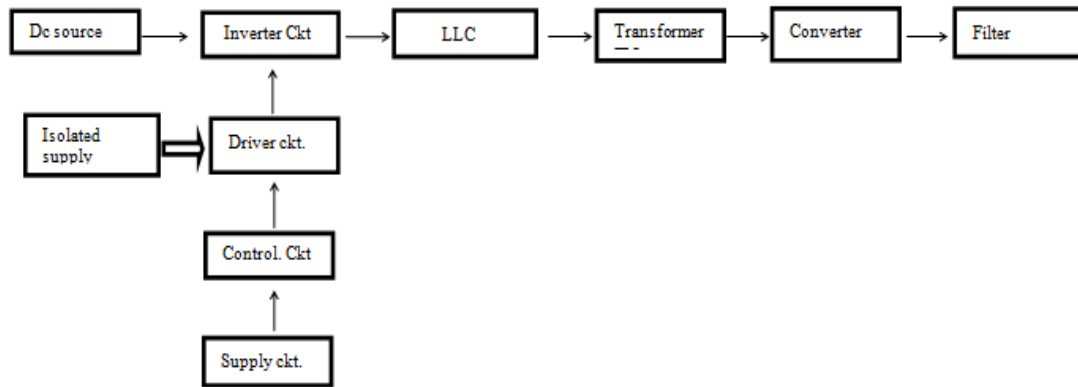 Dc source
Inverter Ckt
LLC
Transformer
Converter
Filter
Isolated
supply
Driver ckt.
Control. Ckt
Supply ckt.